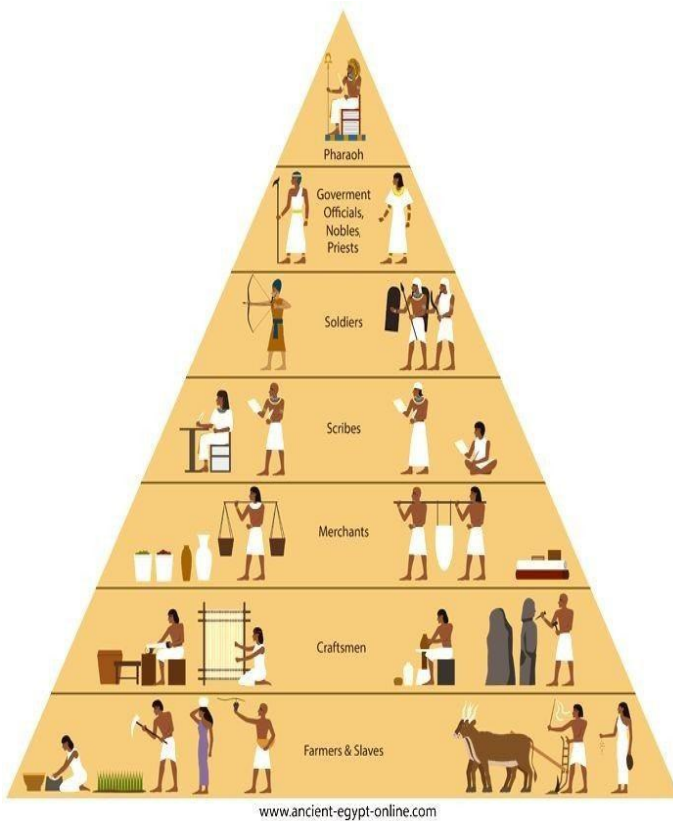 Pharaoh
Goverment
Officials,
Nobles,
Priests
Soldiers
Scribes
Merchants
Craftsmen
Farmers & Slaves
www.ancient-egypt-online.com